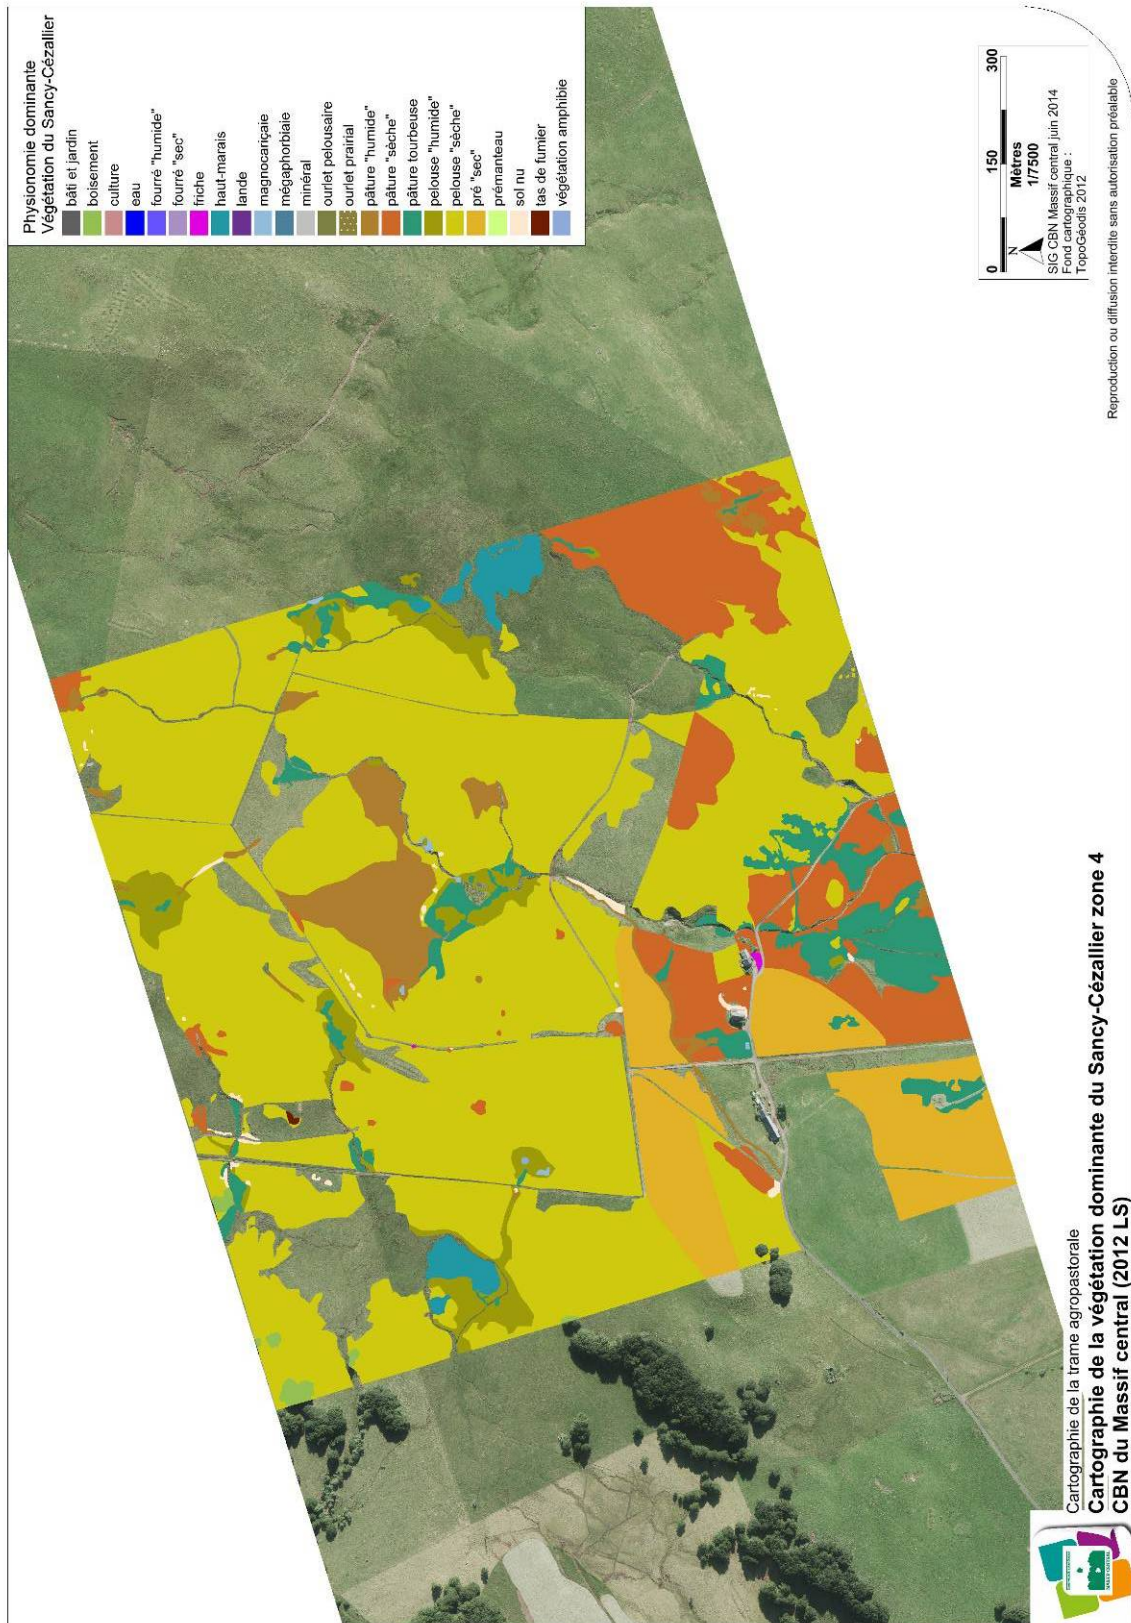 Physionomie dominante
Végétation du Sancy-Cézallier
bâti et jardin
boisement
culture
eau
fourré "humide"
fourré "sec"
friche
haut-marais
lande
magnocariçaie
mégaphorbiaie
minéral
ourlet pelousaire
ourlet prairial
pâture "humide"
pâture "sèche"
pâture tourbeuse
pelouse "humide"
pelouse "sèche"
pré "sec"
prémanteau
sol nu
tas de fumier
végétation amphibie
0 150 300
Mètres
N
1/7500
SIG CBN Massif central juin 2014
Fond cartographique :
TopoGéodis 2012
Reproduction ou diffusion interdite sans autorisation préalable
Cartographie de la trame agropastorale
Cartographie de la végétation dominante du Sancy-Cézallier zone 4
CBN du Massif central (2012 LS)